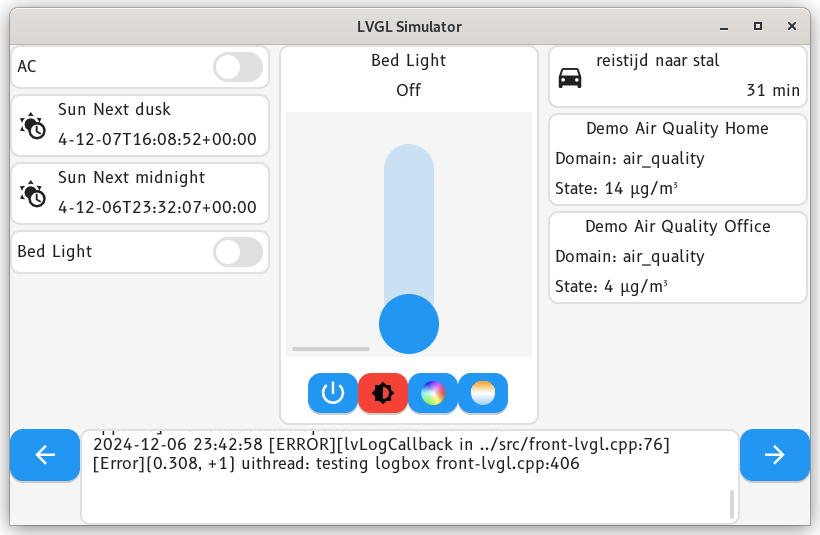 LVGL Simulator
AC
Sun Next dusk
4-12-07T16:08:52+00:00
Sun Next midnight
4-12-06T23:32:07+00:00
Bed Light
Bed Light
Off
reistijd naar stal
31 min
Demo Air Quality Home
Domain: air_quality
State: 14 µg/m³
Demo Air Quality Office
Domain: air_quality
State: 4 µg/m³
2024-12-06 23:42:58 [ERROR][lvLogCallback in ../src/front-lvgl.cpp:76]
[Error][0.308, +1] uithread: testing logbox front-lvgl.cpp:406